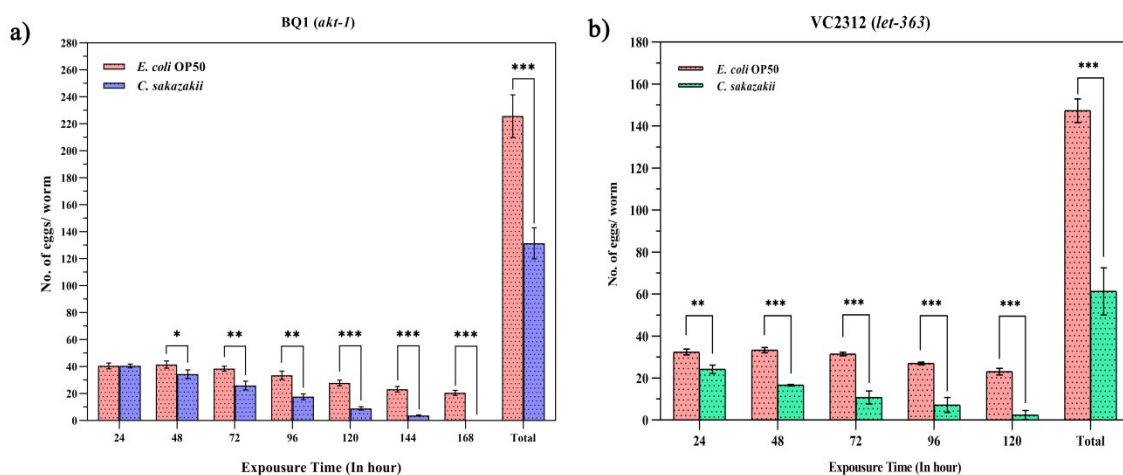 a)
BQ1 (akt-1)
E. coli OP50
C. sakazakii
No. of eggs/ worm
280
260
240
220
200
180
160
140
120
100
80
60
40
20
0
* ** ** *** *** *** ***
24 48 72 96 120 144 168 Total
Expousure Time (In hour)
b)
VC2312 (let-363)
E. coli OP50
C. sakazakii
No. of eggs/ worm
180
160
140
120
100
80
60
40
20
0
** *** *** *** *** ***
24 48 72 96 120 Total
Expousure Time (In hour)